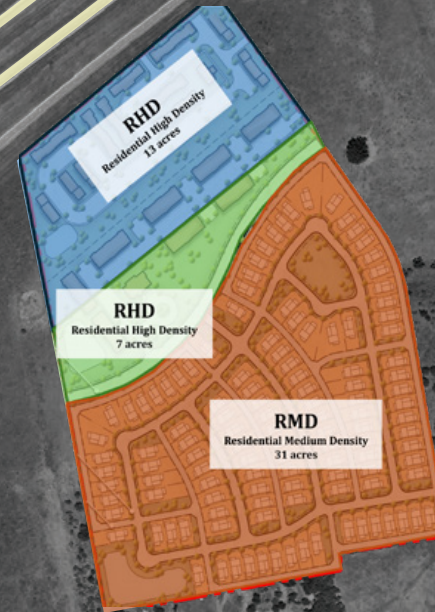 RHD
Residential High Density
13 acres
RHD
Residential High Density
7 acres
RMD
Residential Medium Density
31 acres